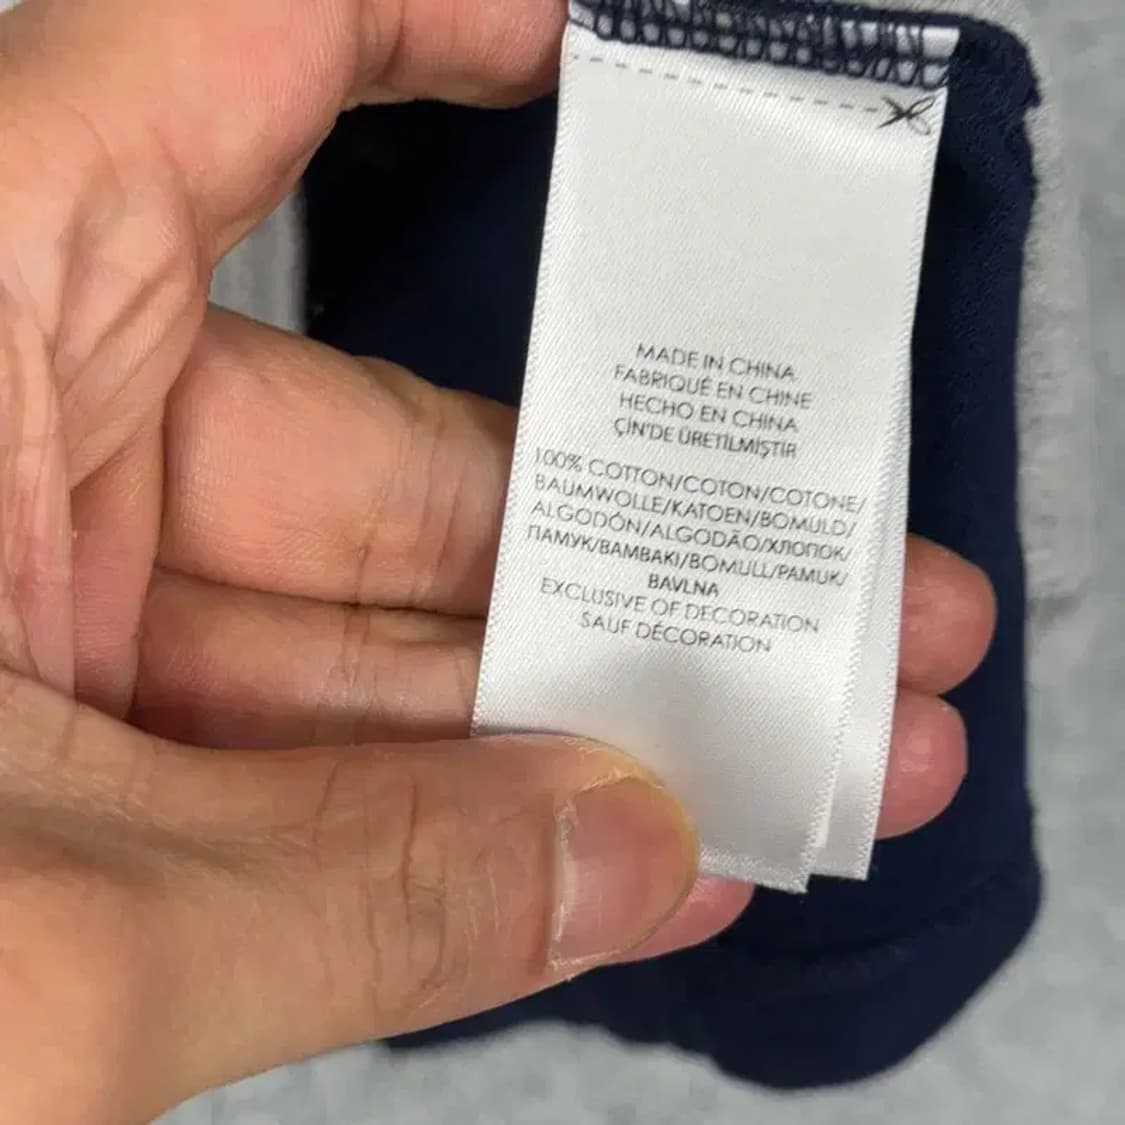 MADE IN CHINA
FABRIQUÉ EN CHINE
HECHO EN CHINA
ÇİN'DE ÜRETİLMİŞTİR
100% COTTON/COTON/COTONE/
BAUMWOLLE/KATOEN/BOMULD/
ALGODÓN/ALGODÃO/ХЛОПОК/
ПАМУК/BAMBAKI/BOMULL/PAMUK/
BAVLNA
EXCLUSIVE OF DECORATION
SAUF DÉCORATION